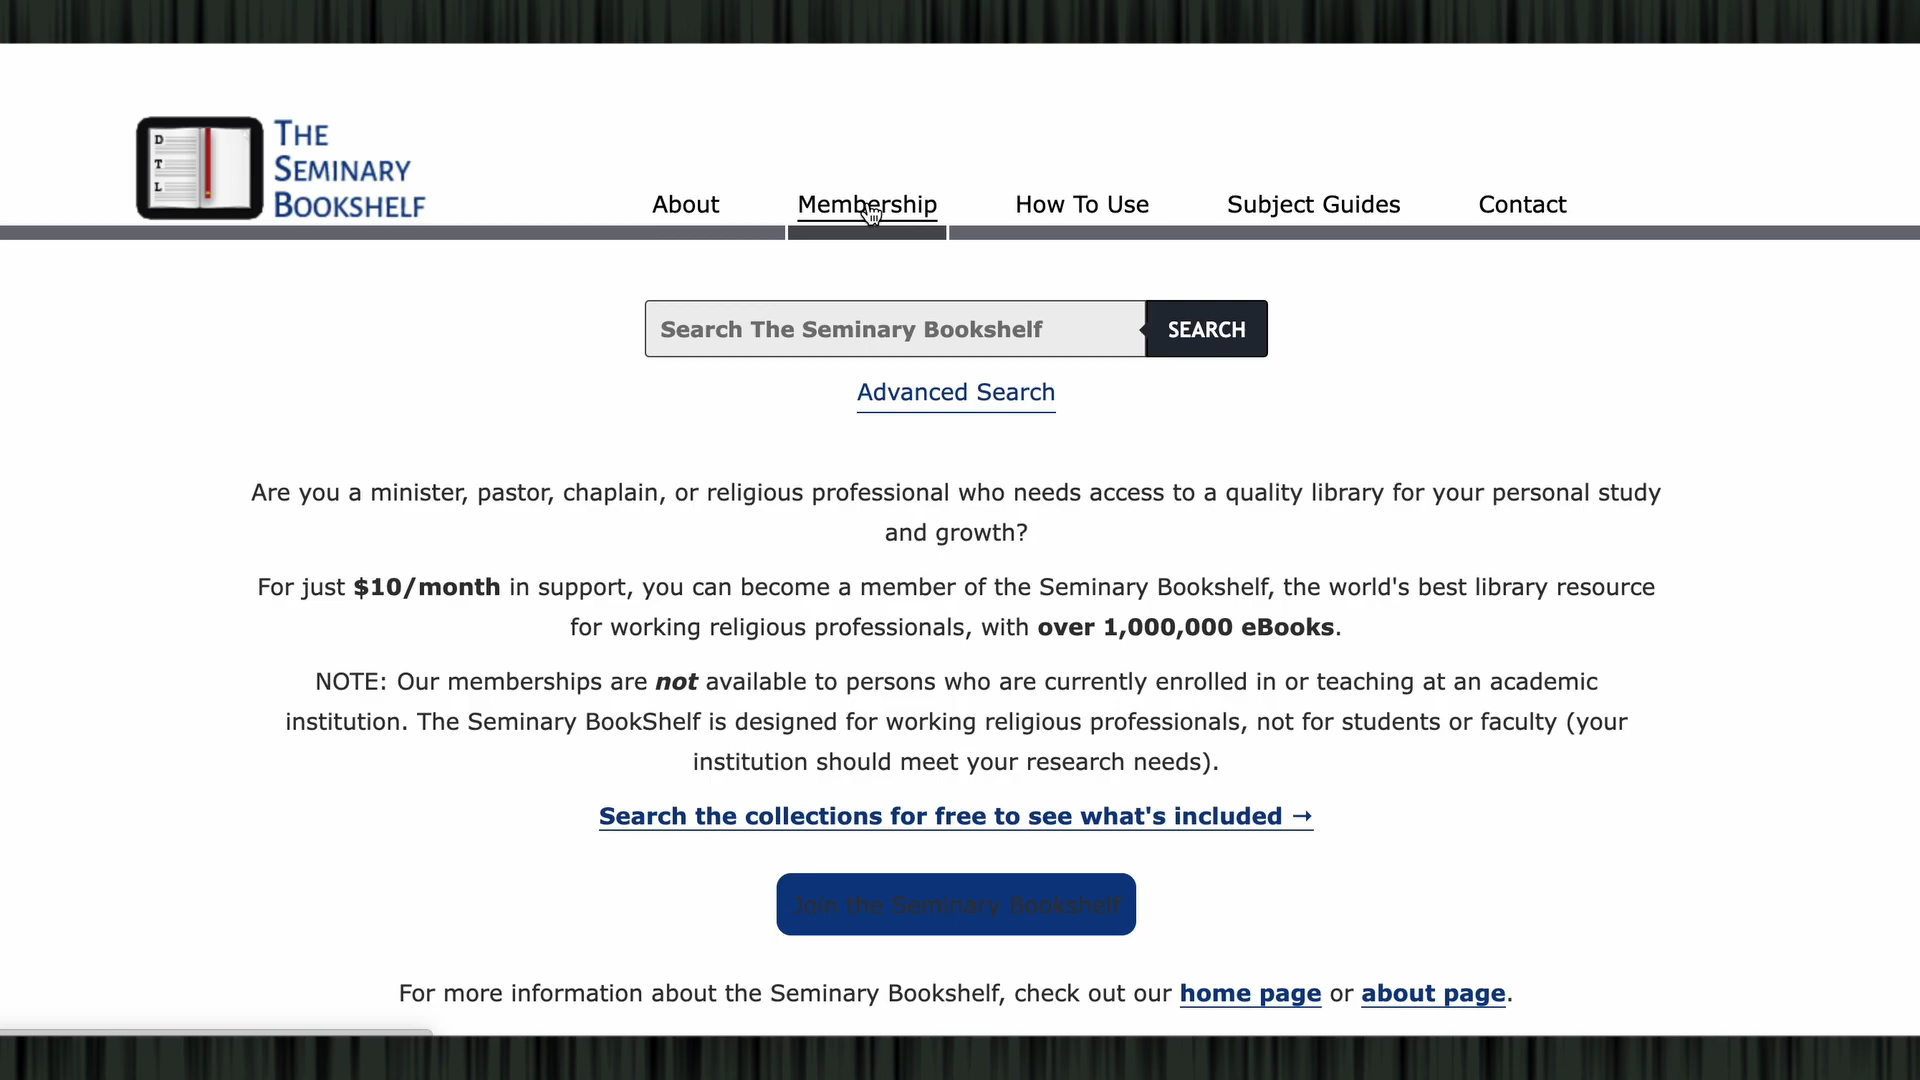 D
T
L
THE
SEMINARY
BOOKSHELF
About
Membership
How To Use
Subject Guides
Contact
Search The Seminary Bookshelf
SEARCH
Advanced Search
Are you a minister, pastor, chaplain, or religious professional who needs access to a quality library for your personal study
and growth?
For just $10/month in support, you can become a member of the Seminary Bookshelf, the world's best library resource
for working religious professionals, with over 1,000,000 eBooks.
NOTE: Our memberships are not available to persons who are currently enrolled in or teaching at an academic
institution. The Seminary BookShelf is designed for working religious professionals, not for students or faculty (your
institution should meet your research needs).
Search the collections for free to see what's included →
Join the Seminary Bookshelf
For more information about the Seminary Bookshelf, check out our home page or about page.